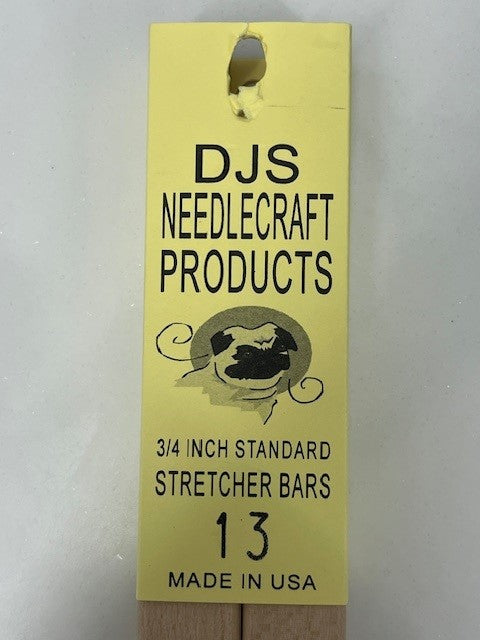 DJS
NEEDLECRAFT
PRODUCTS
3/4 INCH STANDARD
STRETCHER BARS
13
MADE IN USA